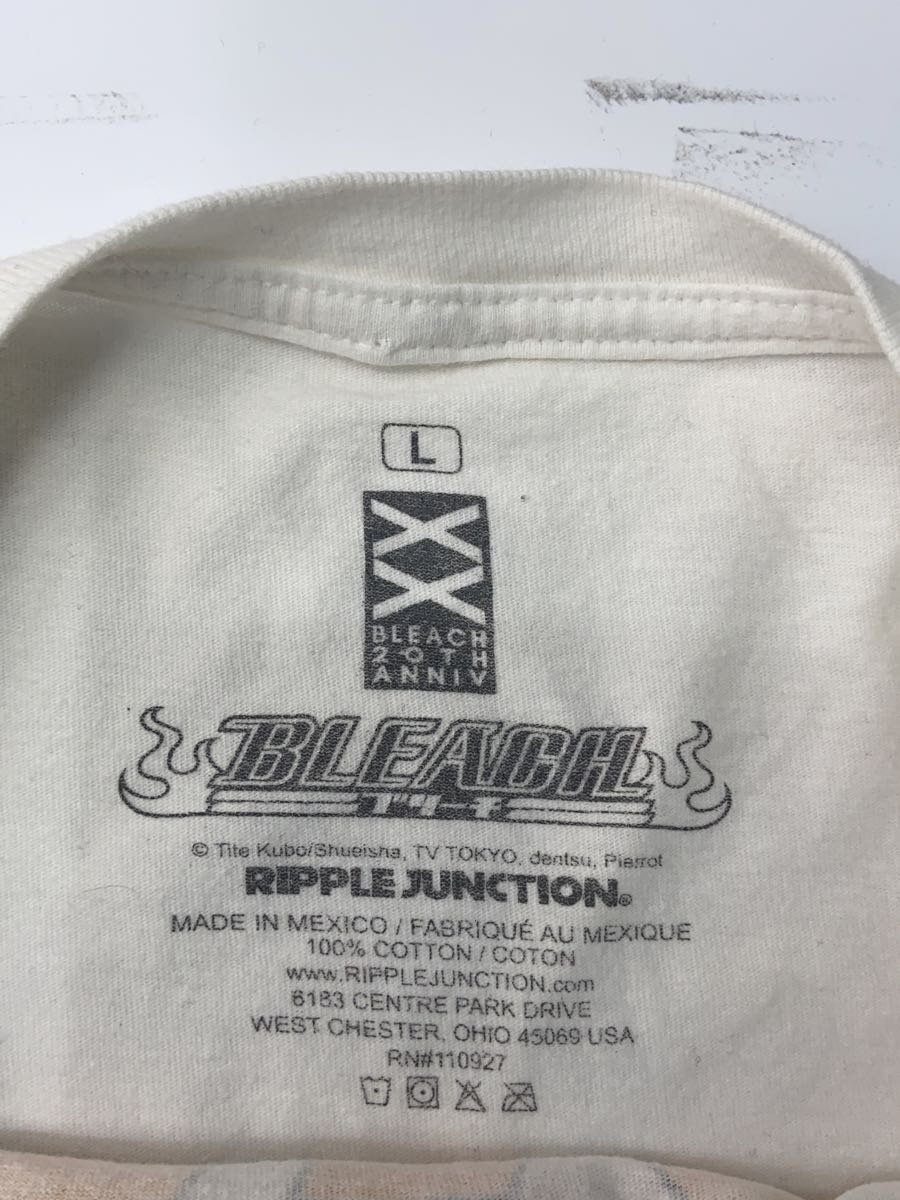 L
XX
BLEACH
20TH
ANNIV
BLEACH
ブリーチ
© Tite Kubo/Shueisha, TV TOKYO, dentsu, Pierrot
RIPPLE JUNCTION®
MADE IN MEXICO / FABRIQUÉ AU MEXIQUE
100% COTTON / COTON
www.RIPPLEJUNCTION.com
6183 CENTRE PARK DRIVE
WEST CHESTER, OHIO 45069 USA
RN#110927